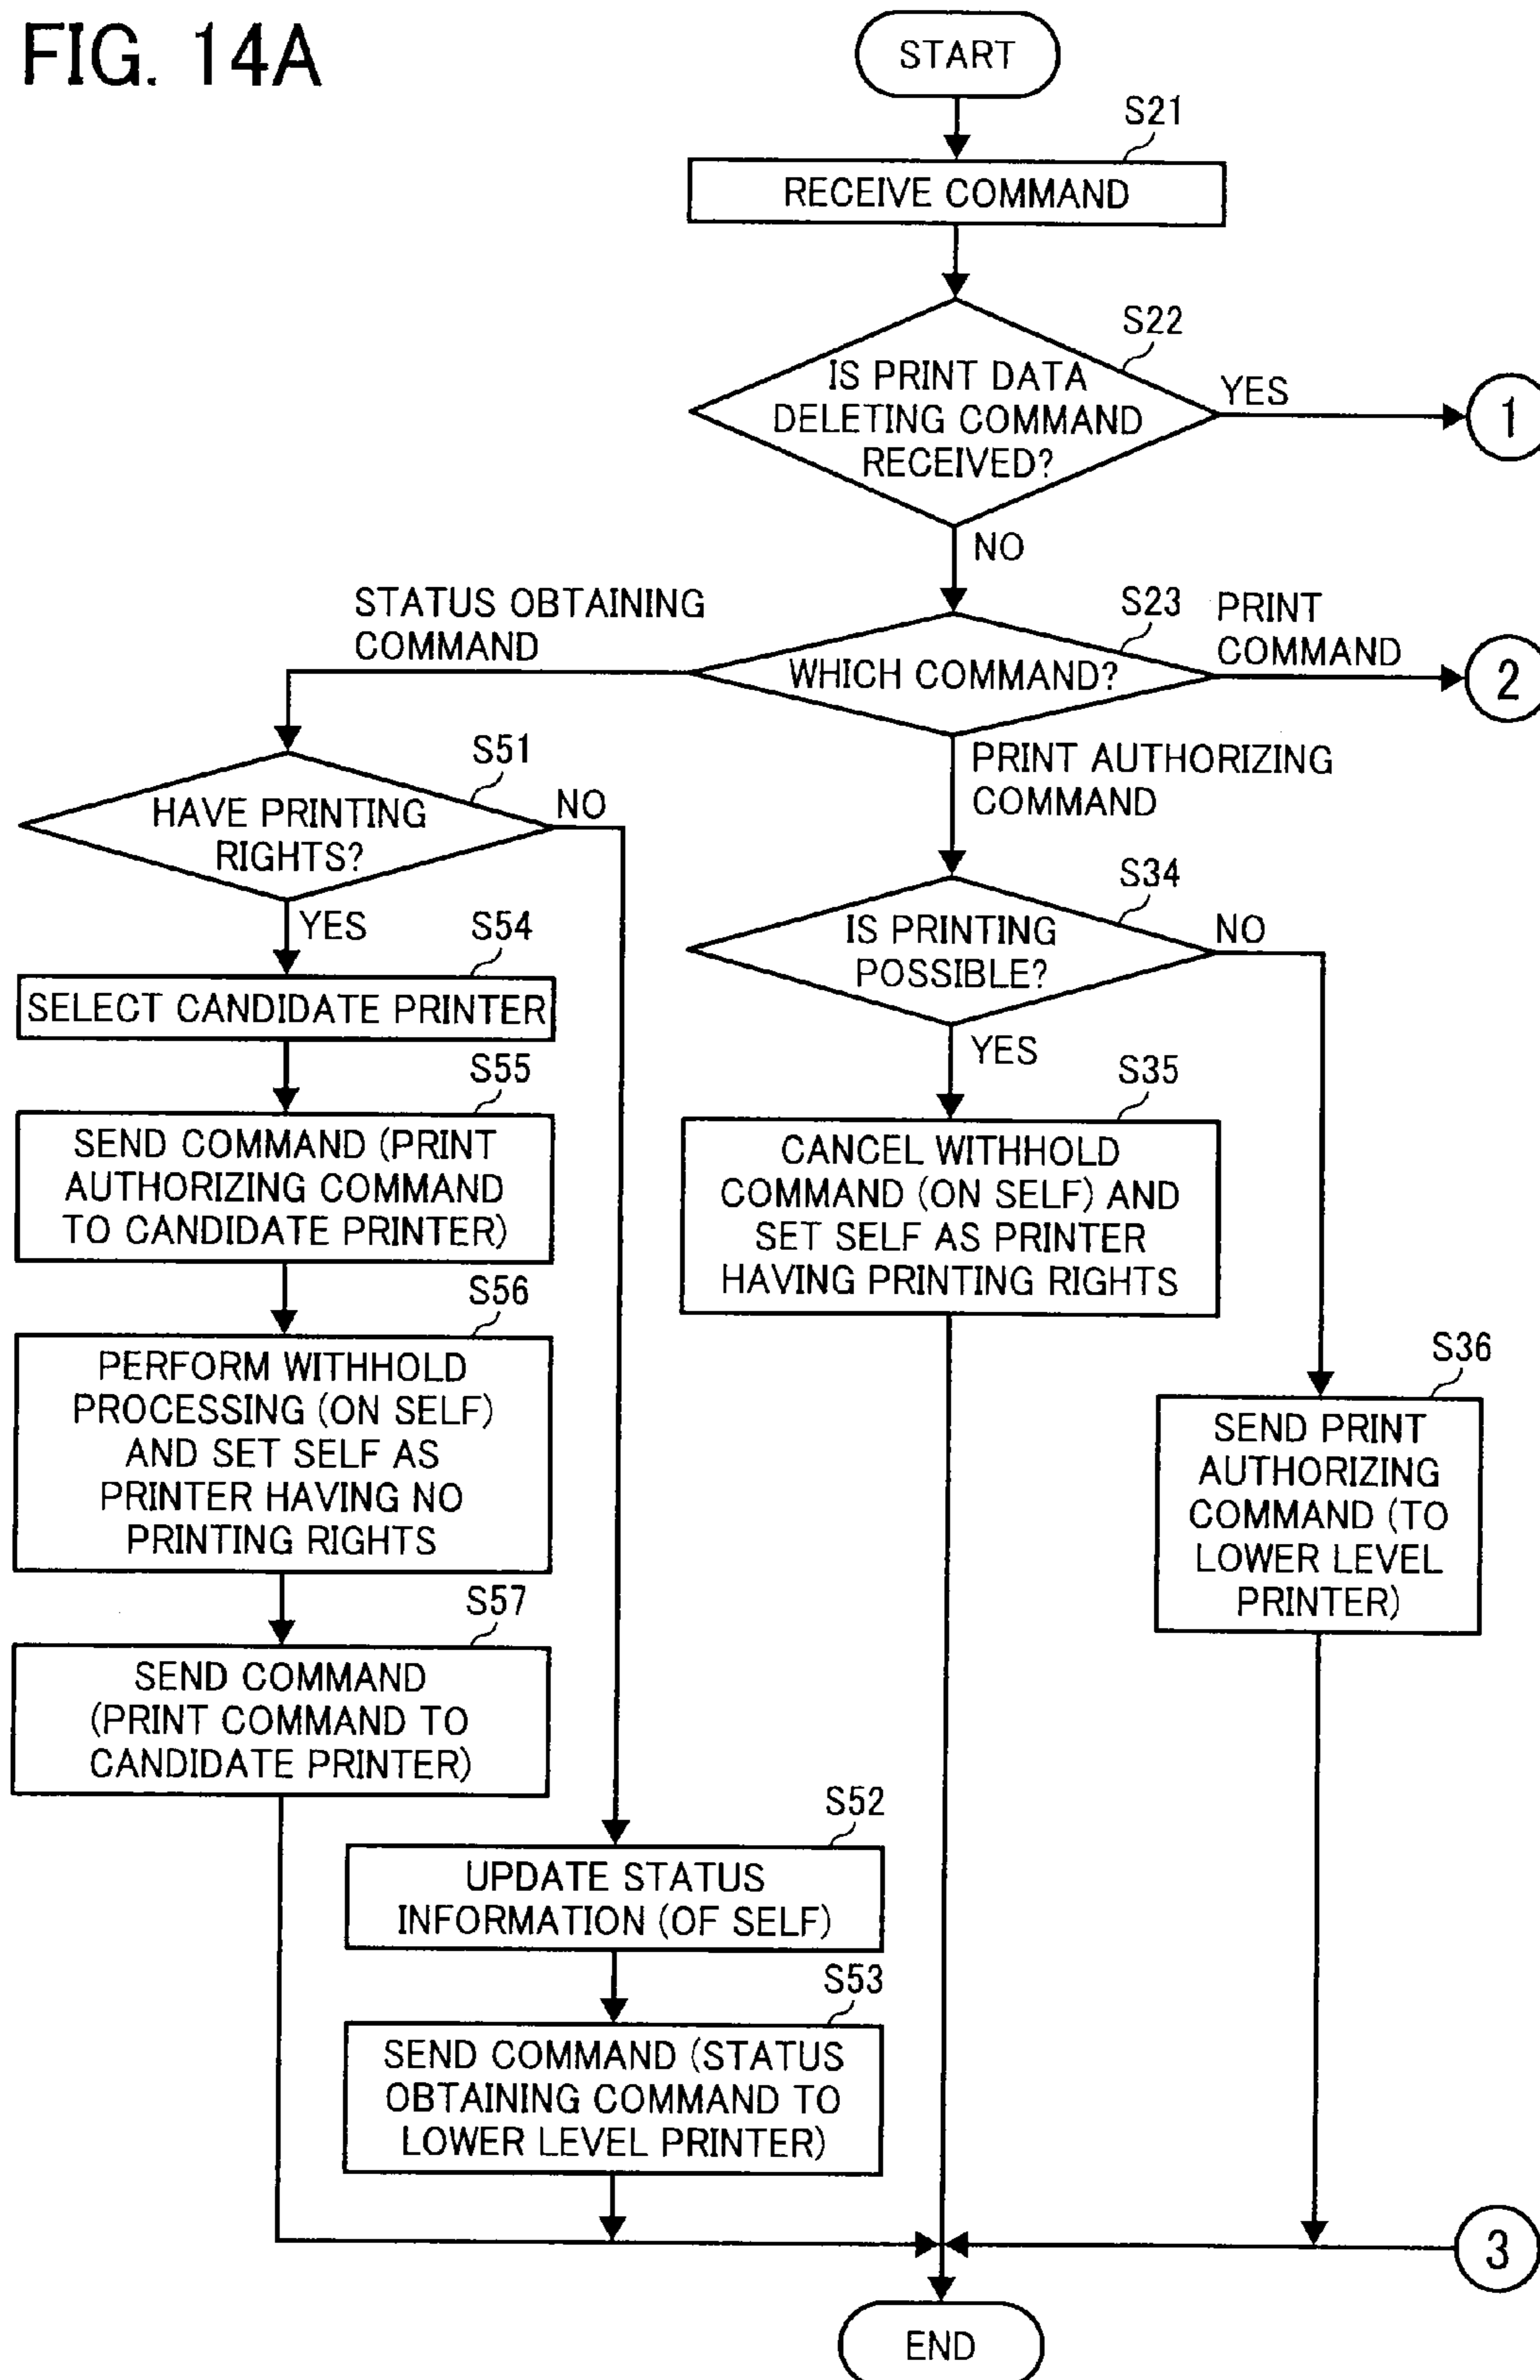 FIG. 14A
START
S21
RECEIVE COMMAND
S22
IS PRINT DATA
DELETING COMMAND
RECEIVED?
YES
1
NO
STATUS OBTAINING
COMMAND
S23
WHICH COMMAND?
PRINT
COMMAND
2
PRINT AUTHORIZING
COMMAND
S51
HAVE PRINTING
RIGHTS?
NO
YES
S34
IS PRINTING
POSSIBLE?
NO
YES
S54
SELECT CANDIDATE PRINTER
S55
SEND COMMAND (PRINT
AUTHORIZING COMMAND
TO CANDIDATE PRINTER)
S35
CANCEL WITHHOLD
COMMAND (ON SELF) AND
SET SELF AS PRINTER
HAVING PRINTING RIGHTS
S56
PERFORM WITHHOLD
PROCESSING (ON SELF)
AND SET SELF AS
PRINTER HAVING NO
PRINTING RIGHTS
S36
SEND PRINT
AUTHORIZING
COMMAND (TO
LOWER LEVEL
PRINTER)
S57
SEND COMMAND
(PRINT COMMAND TO
CANDIDATE PRINTER)
S52
UPDATE STATUS
INFORMATION (OF SELF)
S53
SEND COMMAND (STATUS
OBTAINING COMMAND TO
LOWER LEVEL PRINTER)
3
END